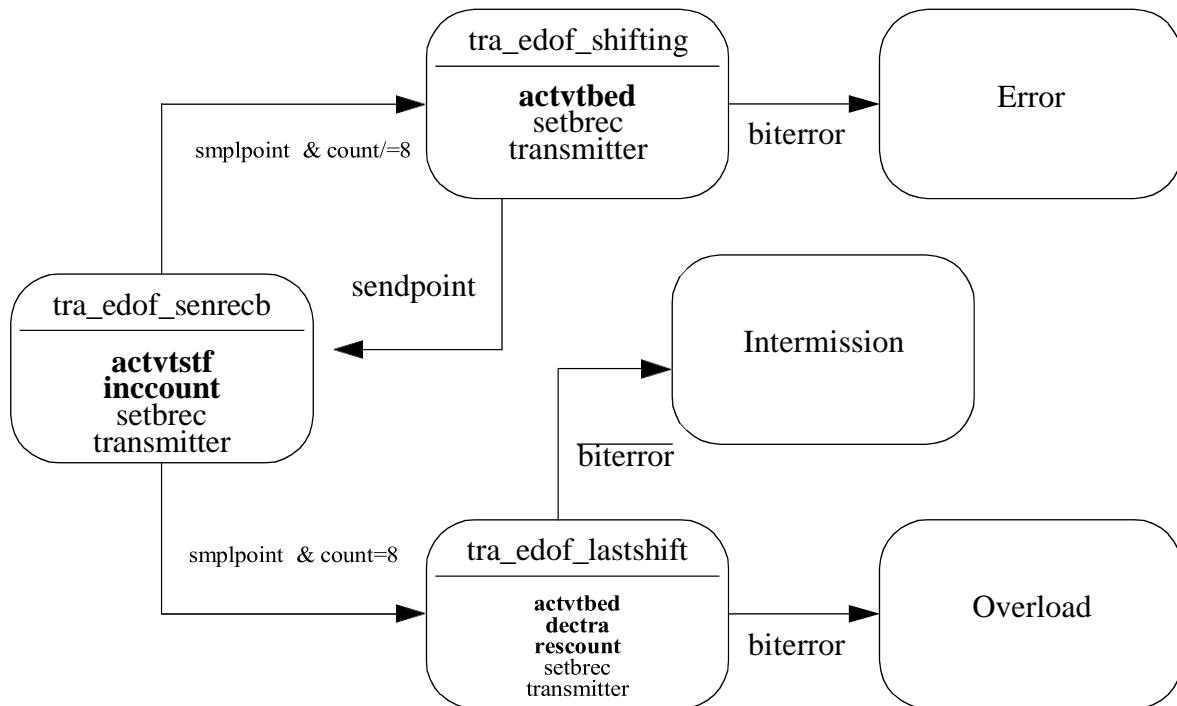 tra_edof_shifting
actvtbed
setbrec
transmitter
biterror
Error
smplpoint & count/=8
sendpoint
tra_edof_senrecb
actvtstf
inccount
setbrec
transmitter
Intermission
biterror
smplpoint & count=8
tra_edof_lastshift
actvtbed
dectra
rescount
setbrec
transmitter
biterror
Overload